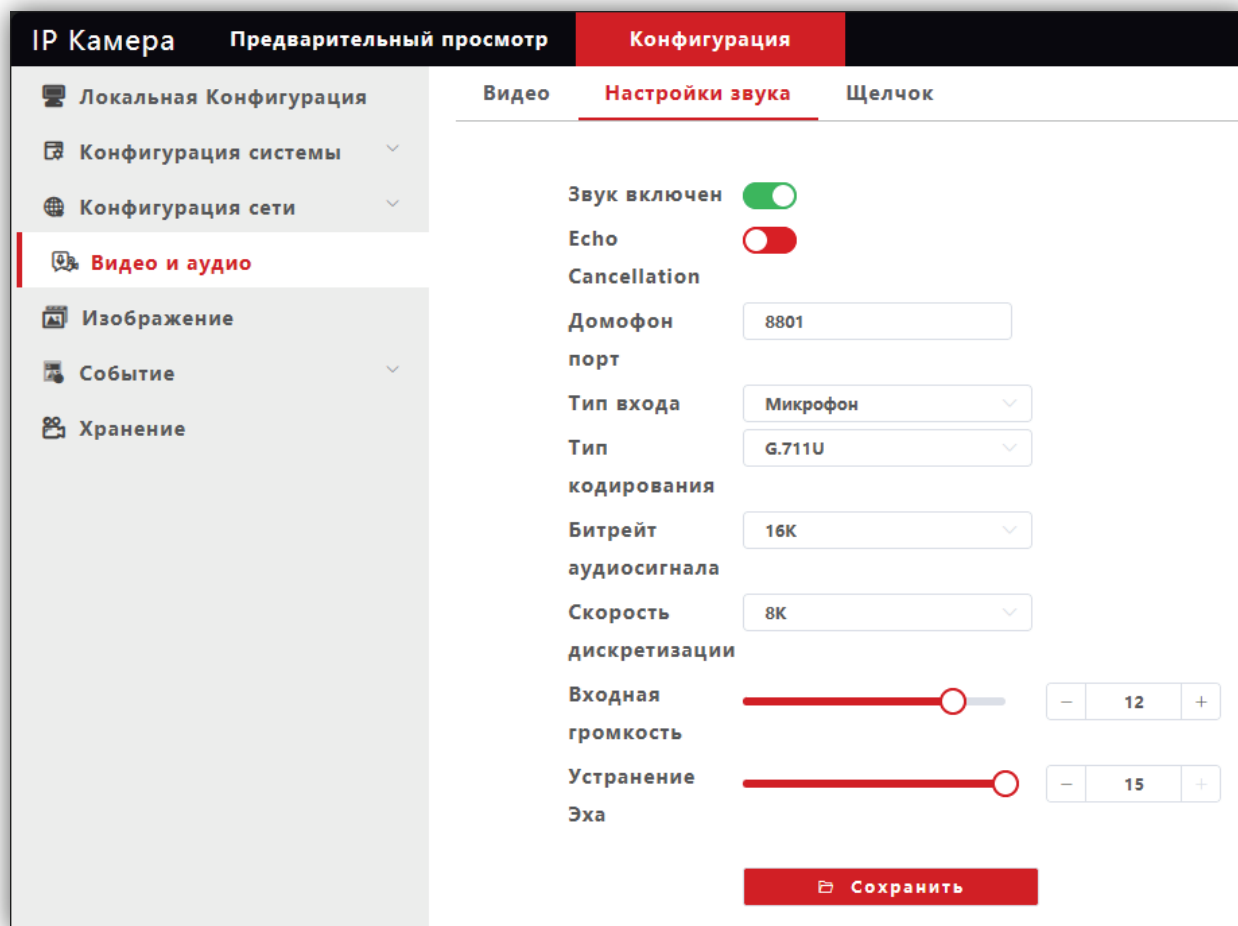 IP Камера Предварительный просмотр Конфигурация
Локальная Конфигурация
Конфигурация системы
Конфигурация сети
Видео и аудио
Изображение
Событие
Хранение
Видео Настройки звука Щелчок
Звук включен
Echo
Cancellation
Домофон 8801
порт
Тип входа Микрофон
Тип G.711U
кодирования
Битрейт 16K
аудиосигнала
Скорость 8K
дискретизации
Входная − 12 +
громкость
Устранение − 15 +
Эха
Сохранить